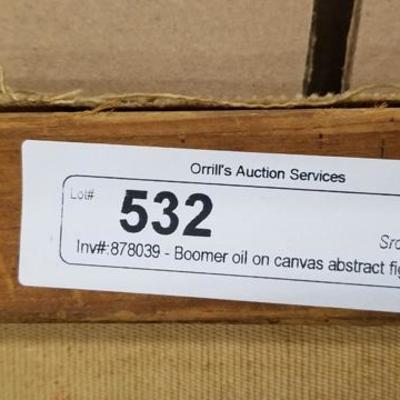 Orrill's Auction Services
Lot#
532
Inv#:878039 - Boomer oil on canvas abstract